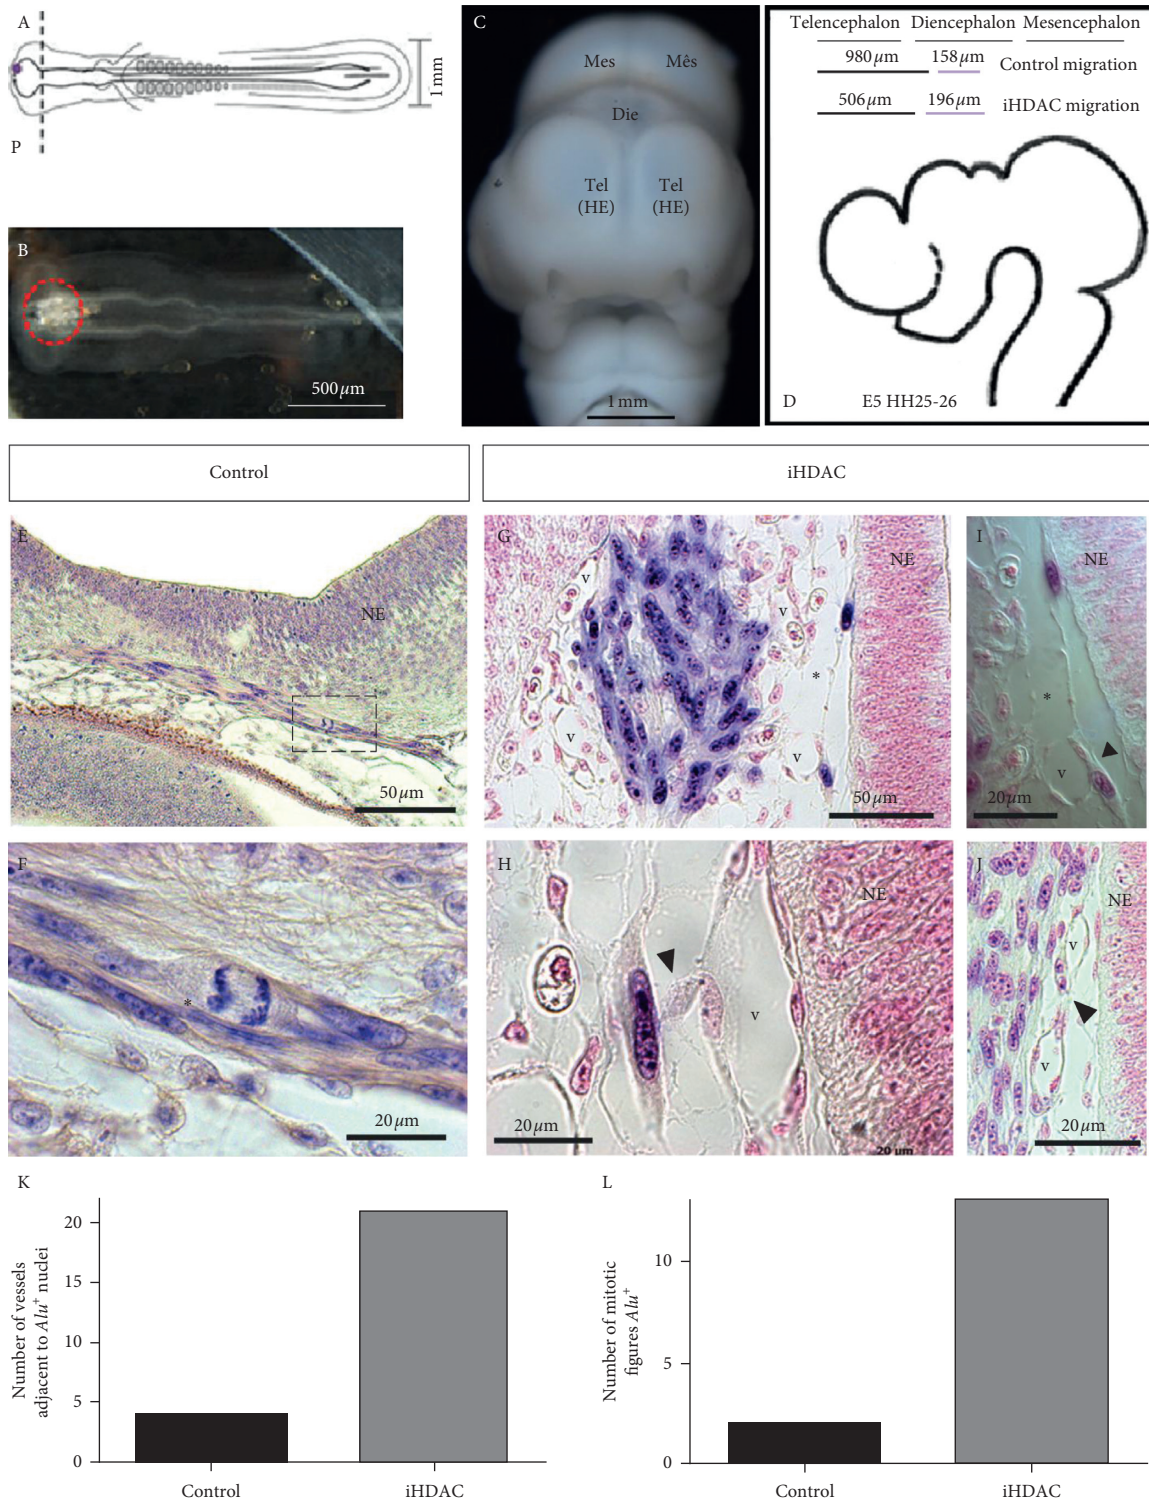 A
1 mm
P
B
500 µm
C
Mes
Mês
Die
Tel
(HE)
Tel
(HE)
Telencephalon Diencephalon Mesencephalon
980 µm 158 µm Control migration
506 µm 196 µm iHDAC migration
D E5 HH25-26
Control
iHDAC
E
NE
50 µm
F
*
20 µm
G
NE
v
v
*
v
v
50 µm
H
NE
v
20 µm
20 µm
I
NE
*
v
20 µm
J
NE
v
v
20 µm
K
Number of vessels
adjacent to Alu+ nuclei
20
15
10
5
0
Control
iHDAC
L
Number of mitotic
figures Alu+
10
5
0
Control
iHDAC